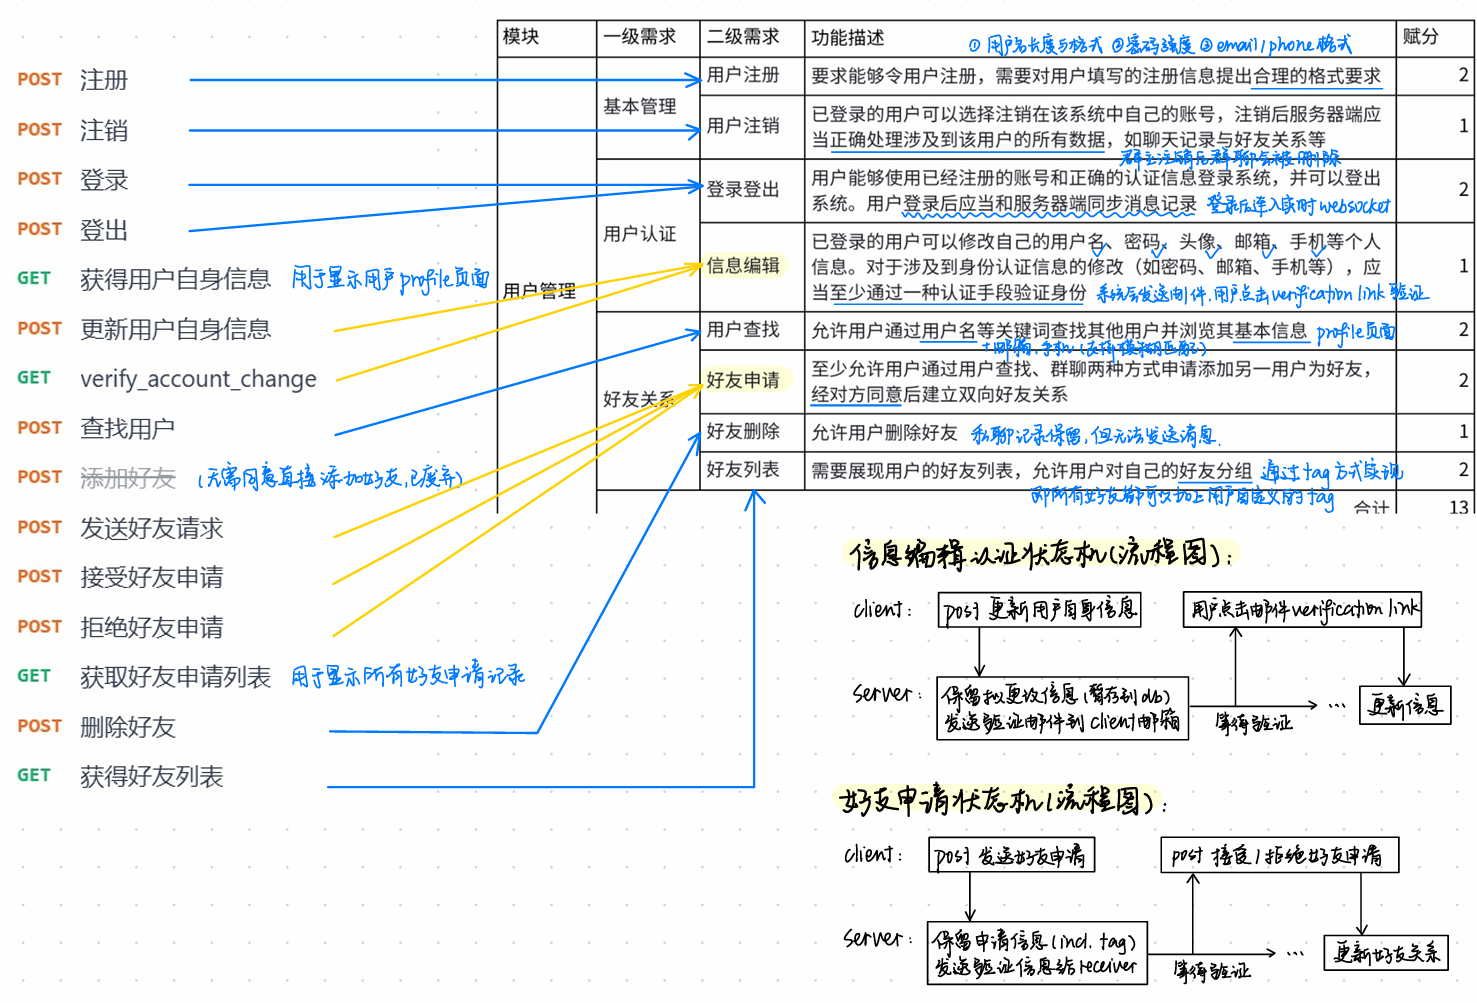 POST 注册
POST 注销
POST 登录
POST 登出
GET 获得用户自身信息 用于显示用户profile页面
POST 更新用户自身信息
GET verify_account_change
POST 查找用户
POST 添加好友 (无需同意直接添加好友,已废弃)
POST 发送好友请求
POST 接受好友申请
POST 拒绝好友申请
GET 获取好友申请列表 用于显示所有好友申请记录
POST 删除好友
GET 获得好友列表
模块 一级需求 二级需求 功能描述 赋分
①用户名长度与格式 ②密码强度 ③email/phone格式
用户管理
基本管理
用户注册 要求能够令用户注册，需要对用户填写的注册信息提出合理的格式要求 2
用户注销 已登录的用户可以选择注销在该系统中自己的账号，注销后服务器端应
当正确处理涉及到该用户的所有数据，如聊天记录与好友关系等 1
群主注销后群聊会被删除
用户认证
登录登出 用户能够使用已经注册的账号和正确的认证信息登录系统，并可以登出
系统。用户登录后应当和服务器端同步消息记录 登录后进入实时websocket 2
信息编辑 已登录的用户可以修改自己的用户名、密码、头像、邮箱、手机等个人
信息。对于涉及到身份认证信息的修改（如密码、邮箱、手机等），应
当至少通过一种认证手段验证身份 系统会发送邮件,用户点击verification link验证 1
好友关系
用户查找 允许用户通过用户名等关键词查找其他用户并浏览其基本信息 profile页面 2
+邮箱,手机(支持模糊匹配)
好友申请 至少允许用户通过用户查找、群聊两种方式申请添加另一用户为好友，
经对方同意后建立双向好友关系 2
好友删除 允许用户删除好友 私聊记录保留,但无法发送消息. 1
好友列表 需要展现用户的好友列表，允许用户对自己的好友分组 通过tag方式实现 2
即所有好友都可以加上用户自定义的tag
合计 13
信息编辑认证状态机(流程图):
client: post 更新用户自身信息 用户点击邮件verification link
server: 保留拟更改信息(暂存到db)
发送验证邮件到client邮箱
等待验证 ... 更新信息
好友申请状态机(流程图):
client: post 发送好友申请 post 接受/拒绝好友申请
server: 保留申请信息(incl. tag)
发送验证信息给receiver
等待验证 ... 更新好友关系